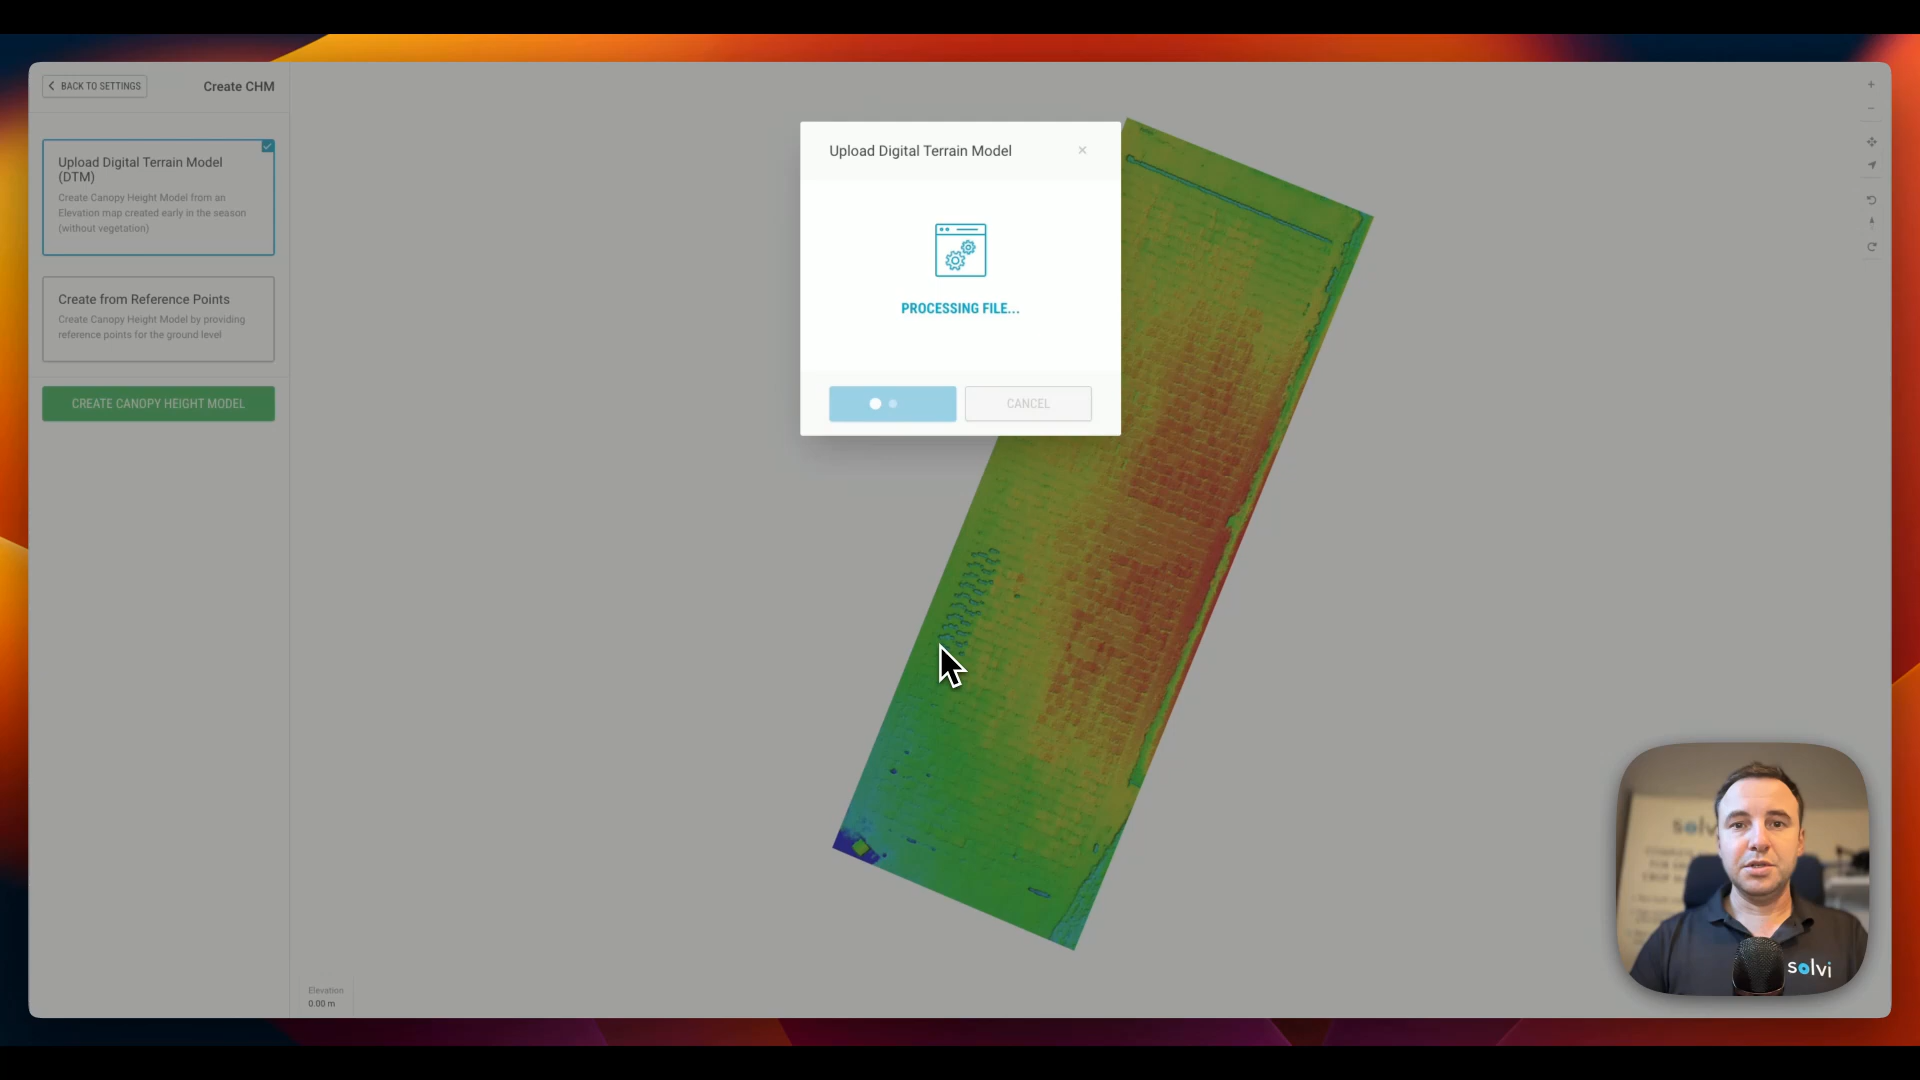 BACK TO SETTINGS
Create CHM
Upload Digital Terrain Model
(DTM)
Create Canopy Height Model from an
Elevation map created early in the season
(without vegetation)
Create from Reference Points
Create Canopy Height Model by providing
reference points for the ground level
CREATE CANOPY HEIGHT MODEL
Upload Digital Terrain Model
PROCESSING FILE...
CANCEL
Elevation
0.00 m
solvi